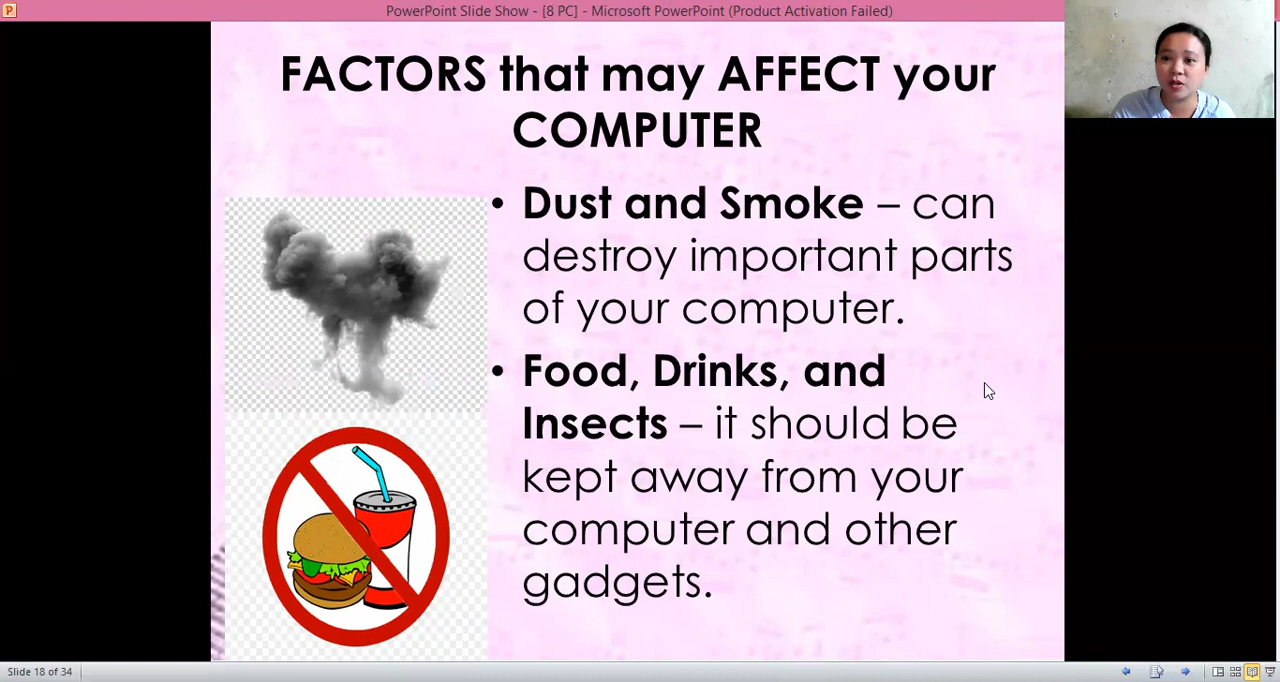 PowerPoint Slide Show - [8 PC] - Microsoft PowerPoint (Product Activation Failed)
FACTORS that may AFFECT your
COMPUTER
• Dust and Smoke – can
destroy important parts
of your computer.
• Food, Drinks, and
Insects – it should be
kept away from your
computer and other
gadgets.
Slide 18 of 34